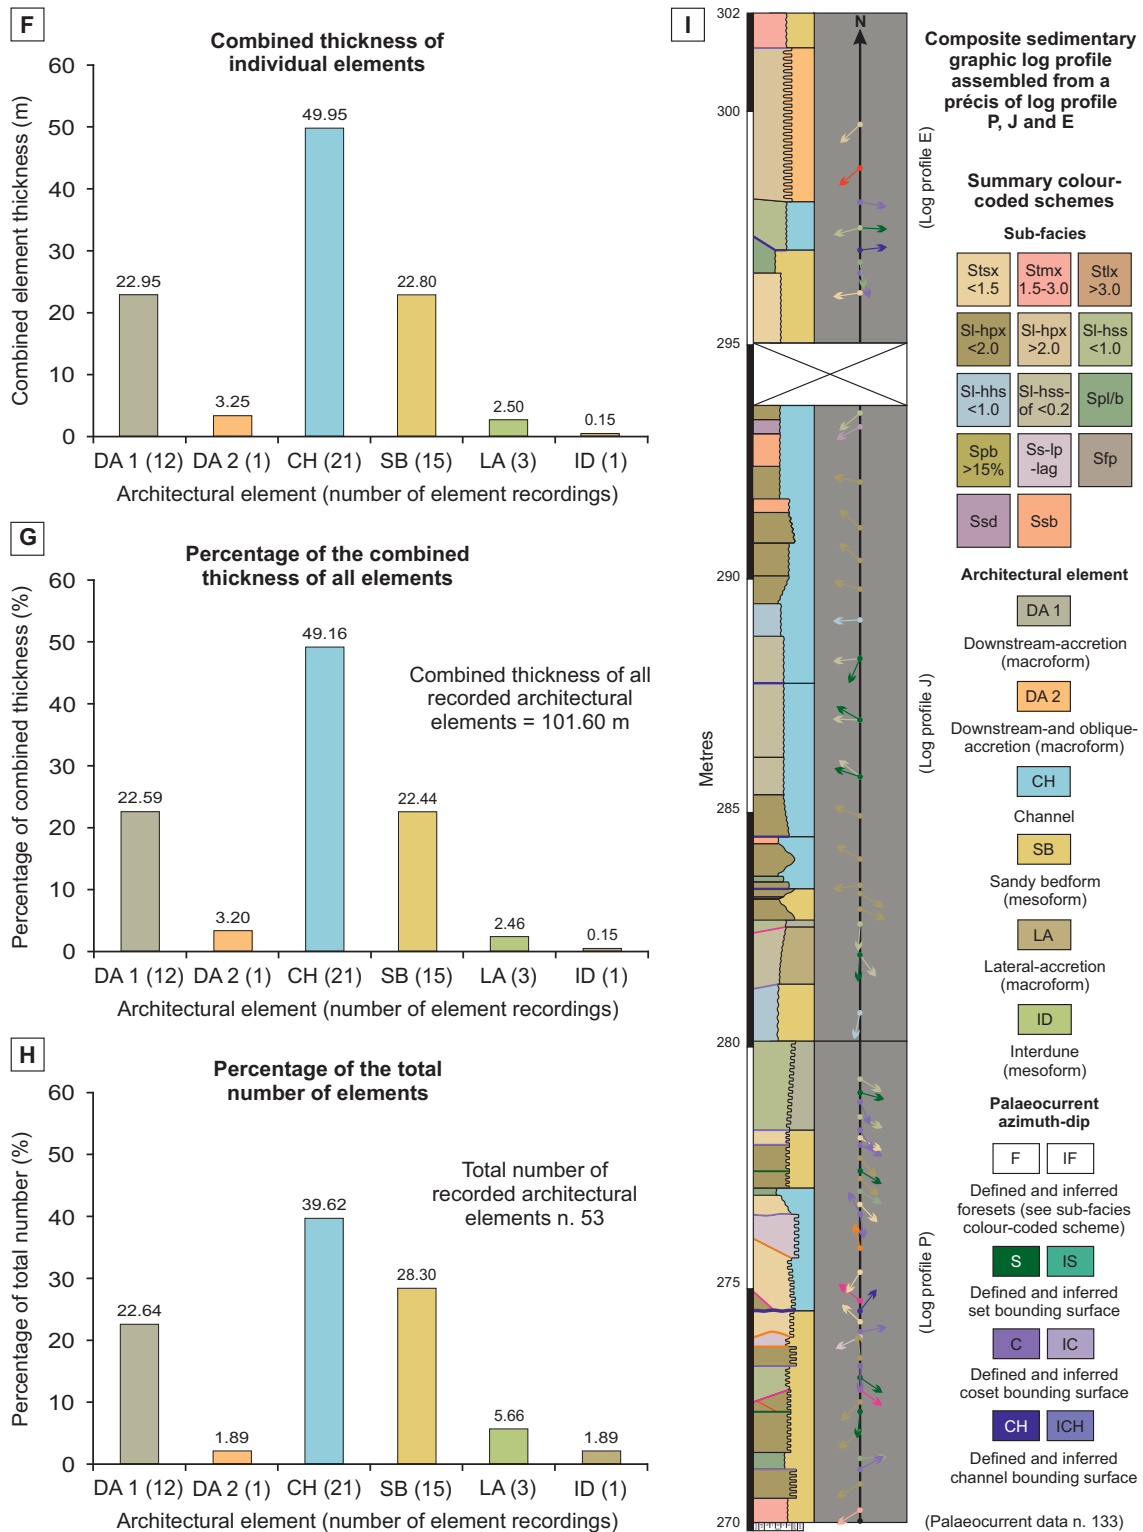 F
Combined thickness of
individual elements
Combined element thickness (m)
60
50
40
30
20
10
0
22.95
3.25
49.95
22.80
2.50
0.15
DA 1 (12) DA 2 (1) CH (21) SB (15) LA (3) ID (1)
Architectural element (number of element recordings)
G
Percentage of the combined
thickness of all elements
Percentage of combined thickness (%)
60
50
40
30
20
10
0
22.59
3.20
49.16
22.44
2.46
0.15
Combined thickness of all
recorded architectural
elements = 101.60 m
DA 1 (12) DA 2 (1) CH (21) SB (15) LA (3) ID (1)
Architectural element (number of element recordings)
H
Percentage of the total
number of elements
Percentage of total number (%)
60
50
40
30
20
10
0
22.64
1.89
39.62
28.30
5.66
1.89
Total number of
recorded architectural
elements n. 53
DA 1 (12) DA 2 (1) CH (21) SB (15) LA (3) ID (1)
Architectural element (number of element recordings)
I
302
300
295
290
285
280
275
270
Metres
N
(Log profile E)
(Log profile J)
(Log profile P)
Composite sedimentary
graphic log profile
assembled from a
précis of log profile
P, J and E
Summary colour-
coded schemes
Sub-facies
Stsx Stmx Stlx
<1.5 1.5-3.0 >3.0
Sl-hpx Sl-hpx Sl-hss
<2.0 >2.0 <1.0
Sl-hhs Sl-hss- Spl/b
<1.0 of <0.2
Spb Ss-lp Sfp
>15% -lag
Ssd Ssb
Architectural element
DA 1
Downstream-accretion
(macroform)
DA 2
Downstream-and oblique-
accretion (macroform)
CH
Channel
SB
Sandy bedform
(mesoform)
LA
Lateral-accretion
(macroform)
ID
Interdune
(mesoform)
Palaeocurrent
azimuth-dip
F IF
Defined and inferred
foresets (see sub-facies
colour-coded scheme)
S IS
Defined and inferred
set bounding surface
C IC
Defined and inferred
coset bounding surface
CH ICH
Defined and inferred
channel bounding surface
(Palaeocurrent data n. 133)